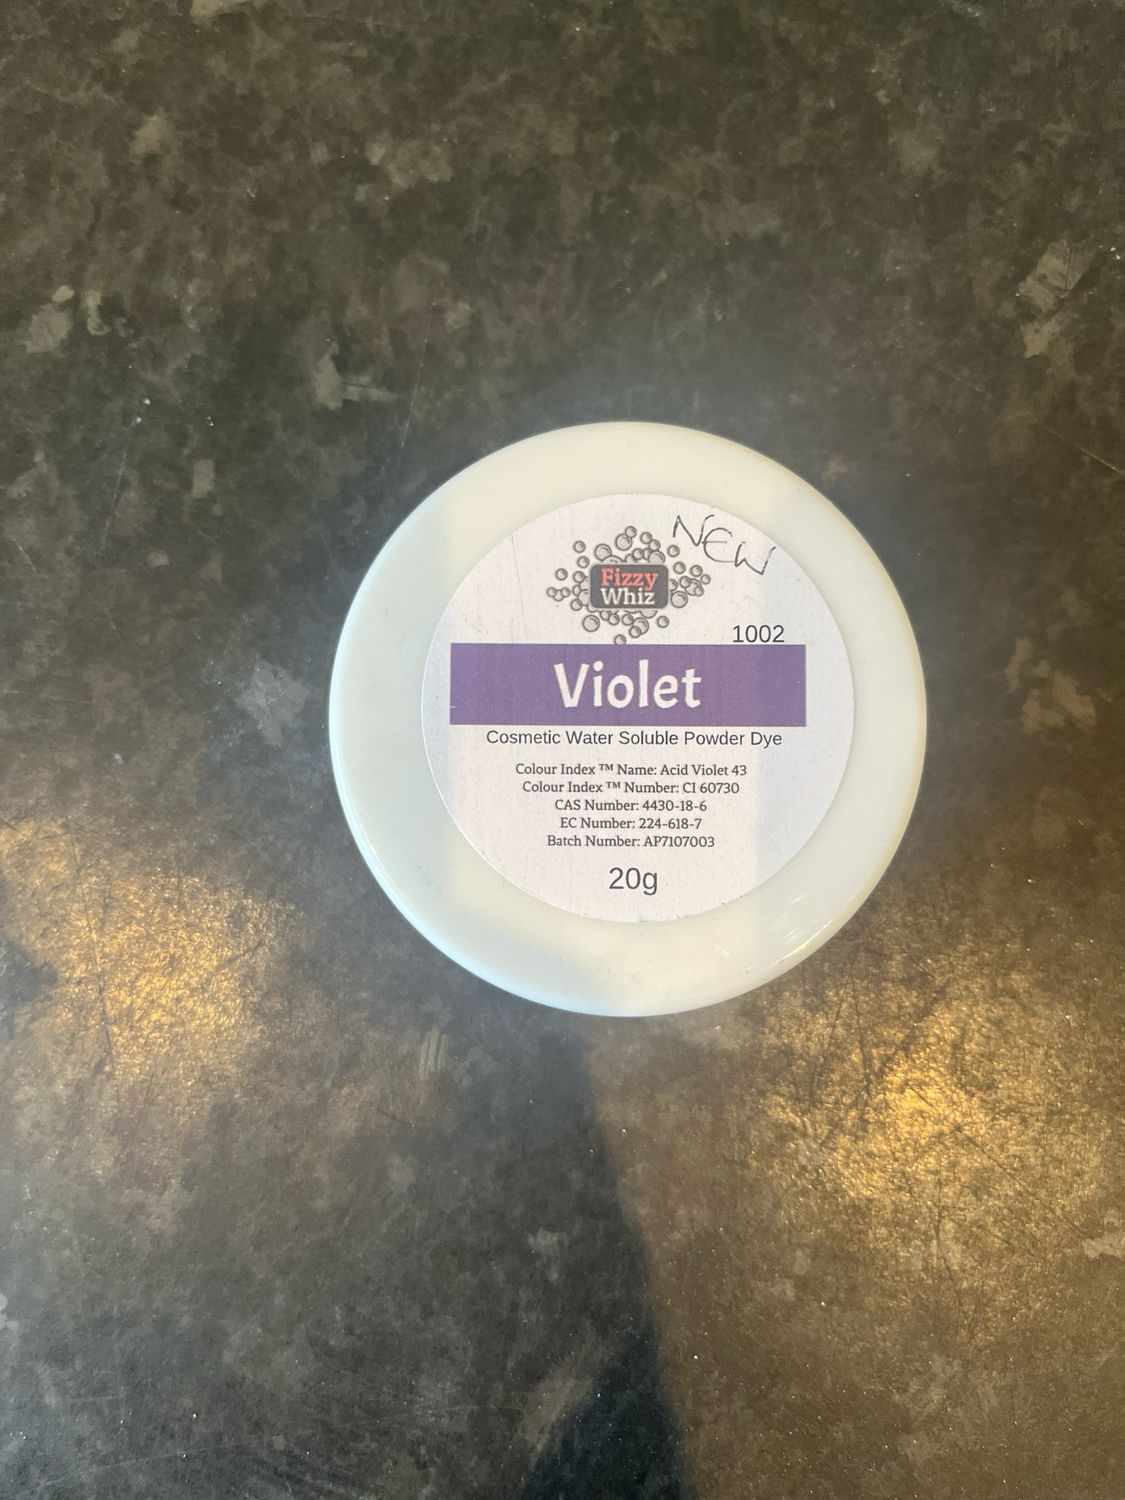 NEW
Fizzy
Whiz
1002
Violet
Cosmetic Water Soluble Powder Dye
Colour Index ™ Name: Acid Violet 43
Colour Index ™ Number: CI 60730
CAS Number: 4430-18-6
EC Number: 224-618-7
Batch Number: AP7107003
20g